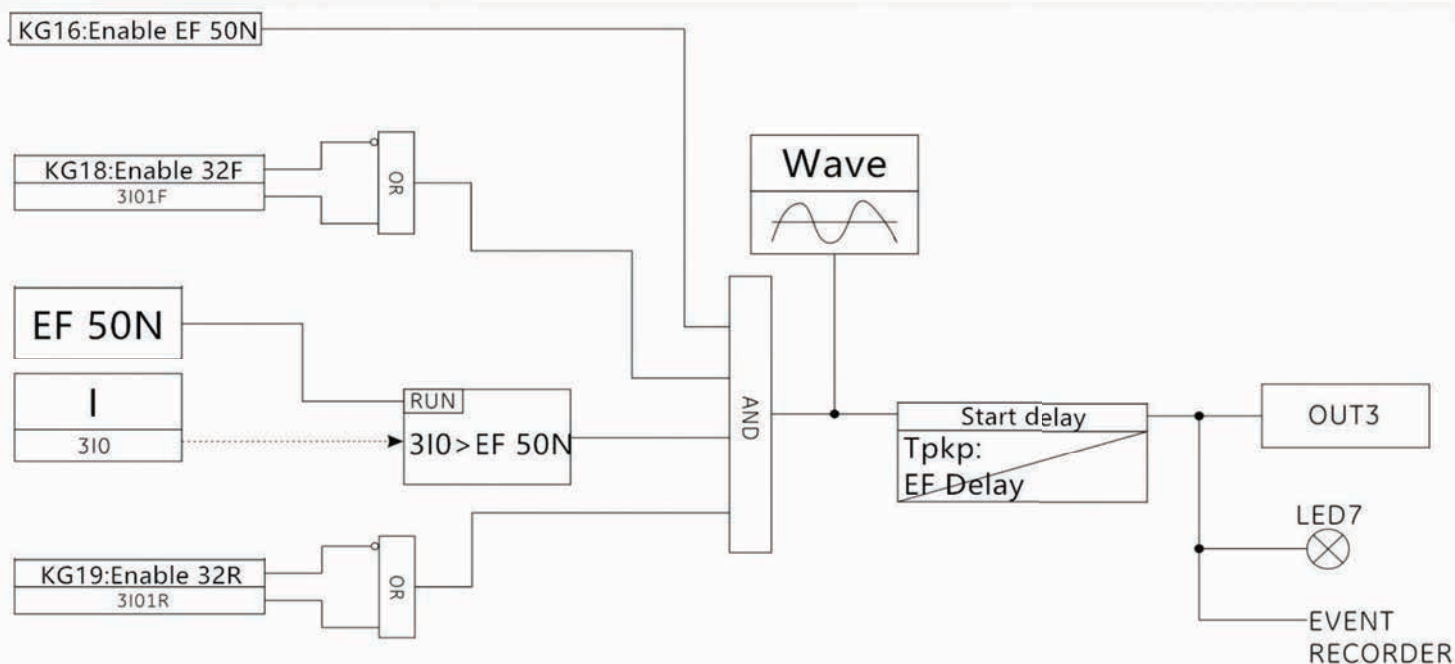 KG16:Enable EF 50N
KG18:Enable 32F
3I01F
OR
Wave
EF 50N
I
3I0
RUN
3I0>EF 50N
AND
Start delay
Tpkp:
EF Delay
OUT3
LED7
KG19:Enable 32R
3I01R
OR
EVENT
RECORDER